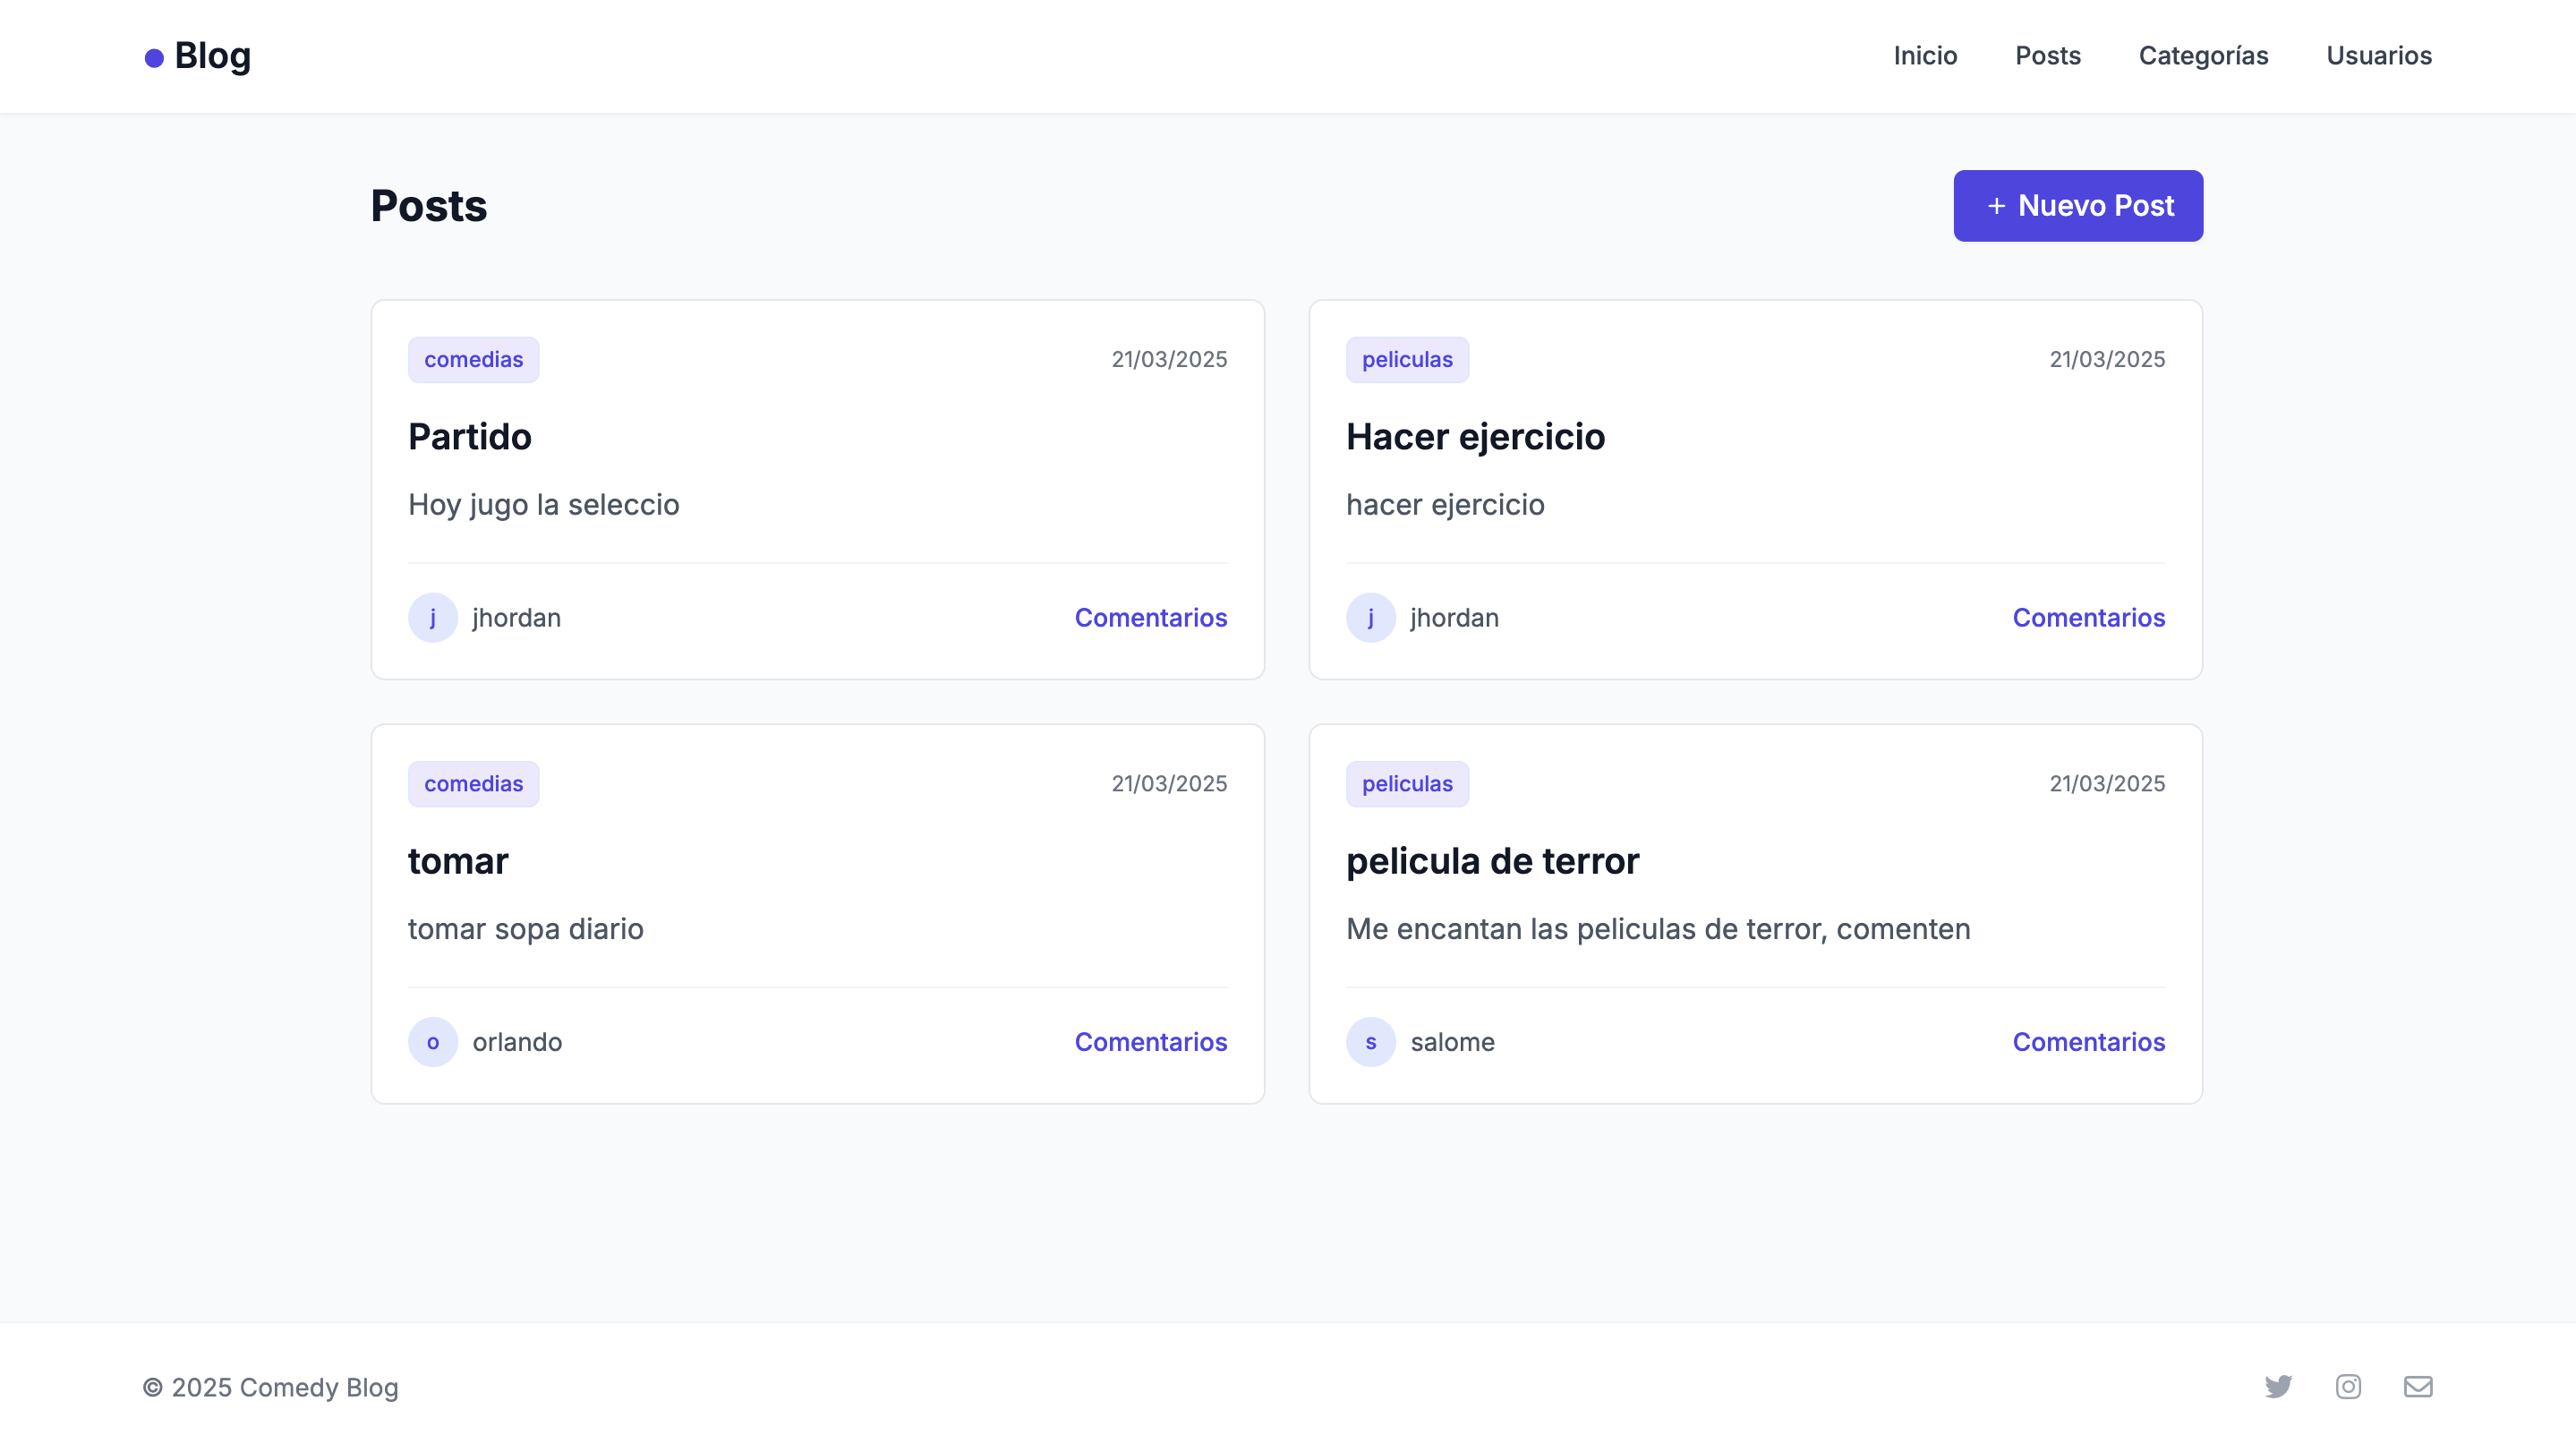 Blog
Inicio Posts Categorías Usuarios
Posts
+ Nuevo Post
comedias 21/03/2025
Partido
Hoy jugo la seleccio
j jhordan Comentarios
peliculas 21/03/2025
Hacer ejercicio
hacer ejercicio
j jhordan Comentarios
comedias 21/03/2025
tomar
tomar sopa diario
o orlando Comentarios
peliculas 21/03/2025
pelicula de terror
Me encantan las peliculas de terror, comenten
s salome Comentarios
© 2025 Comedy Blog